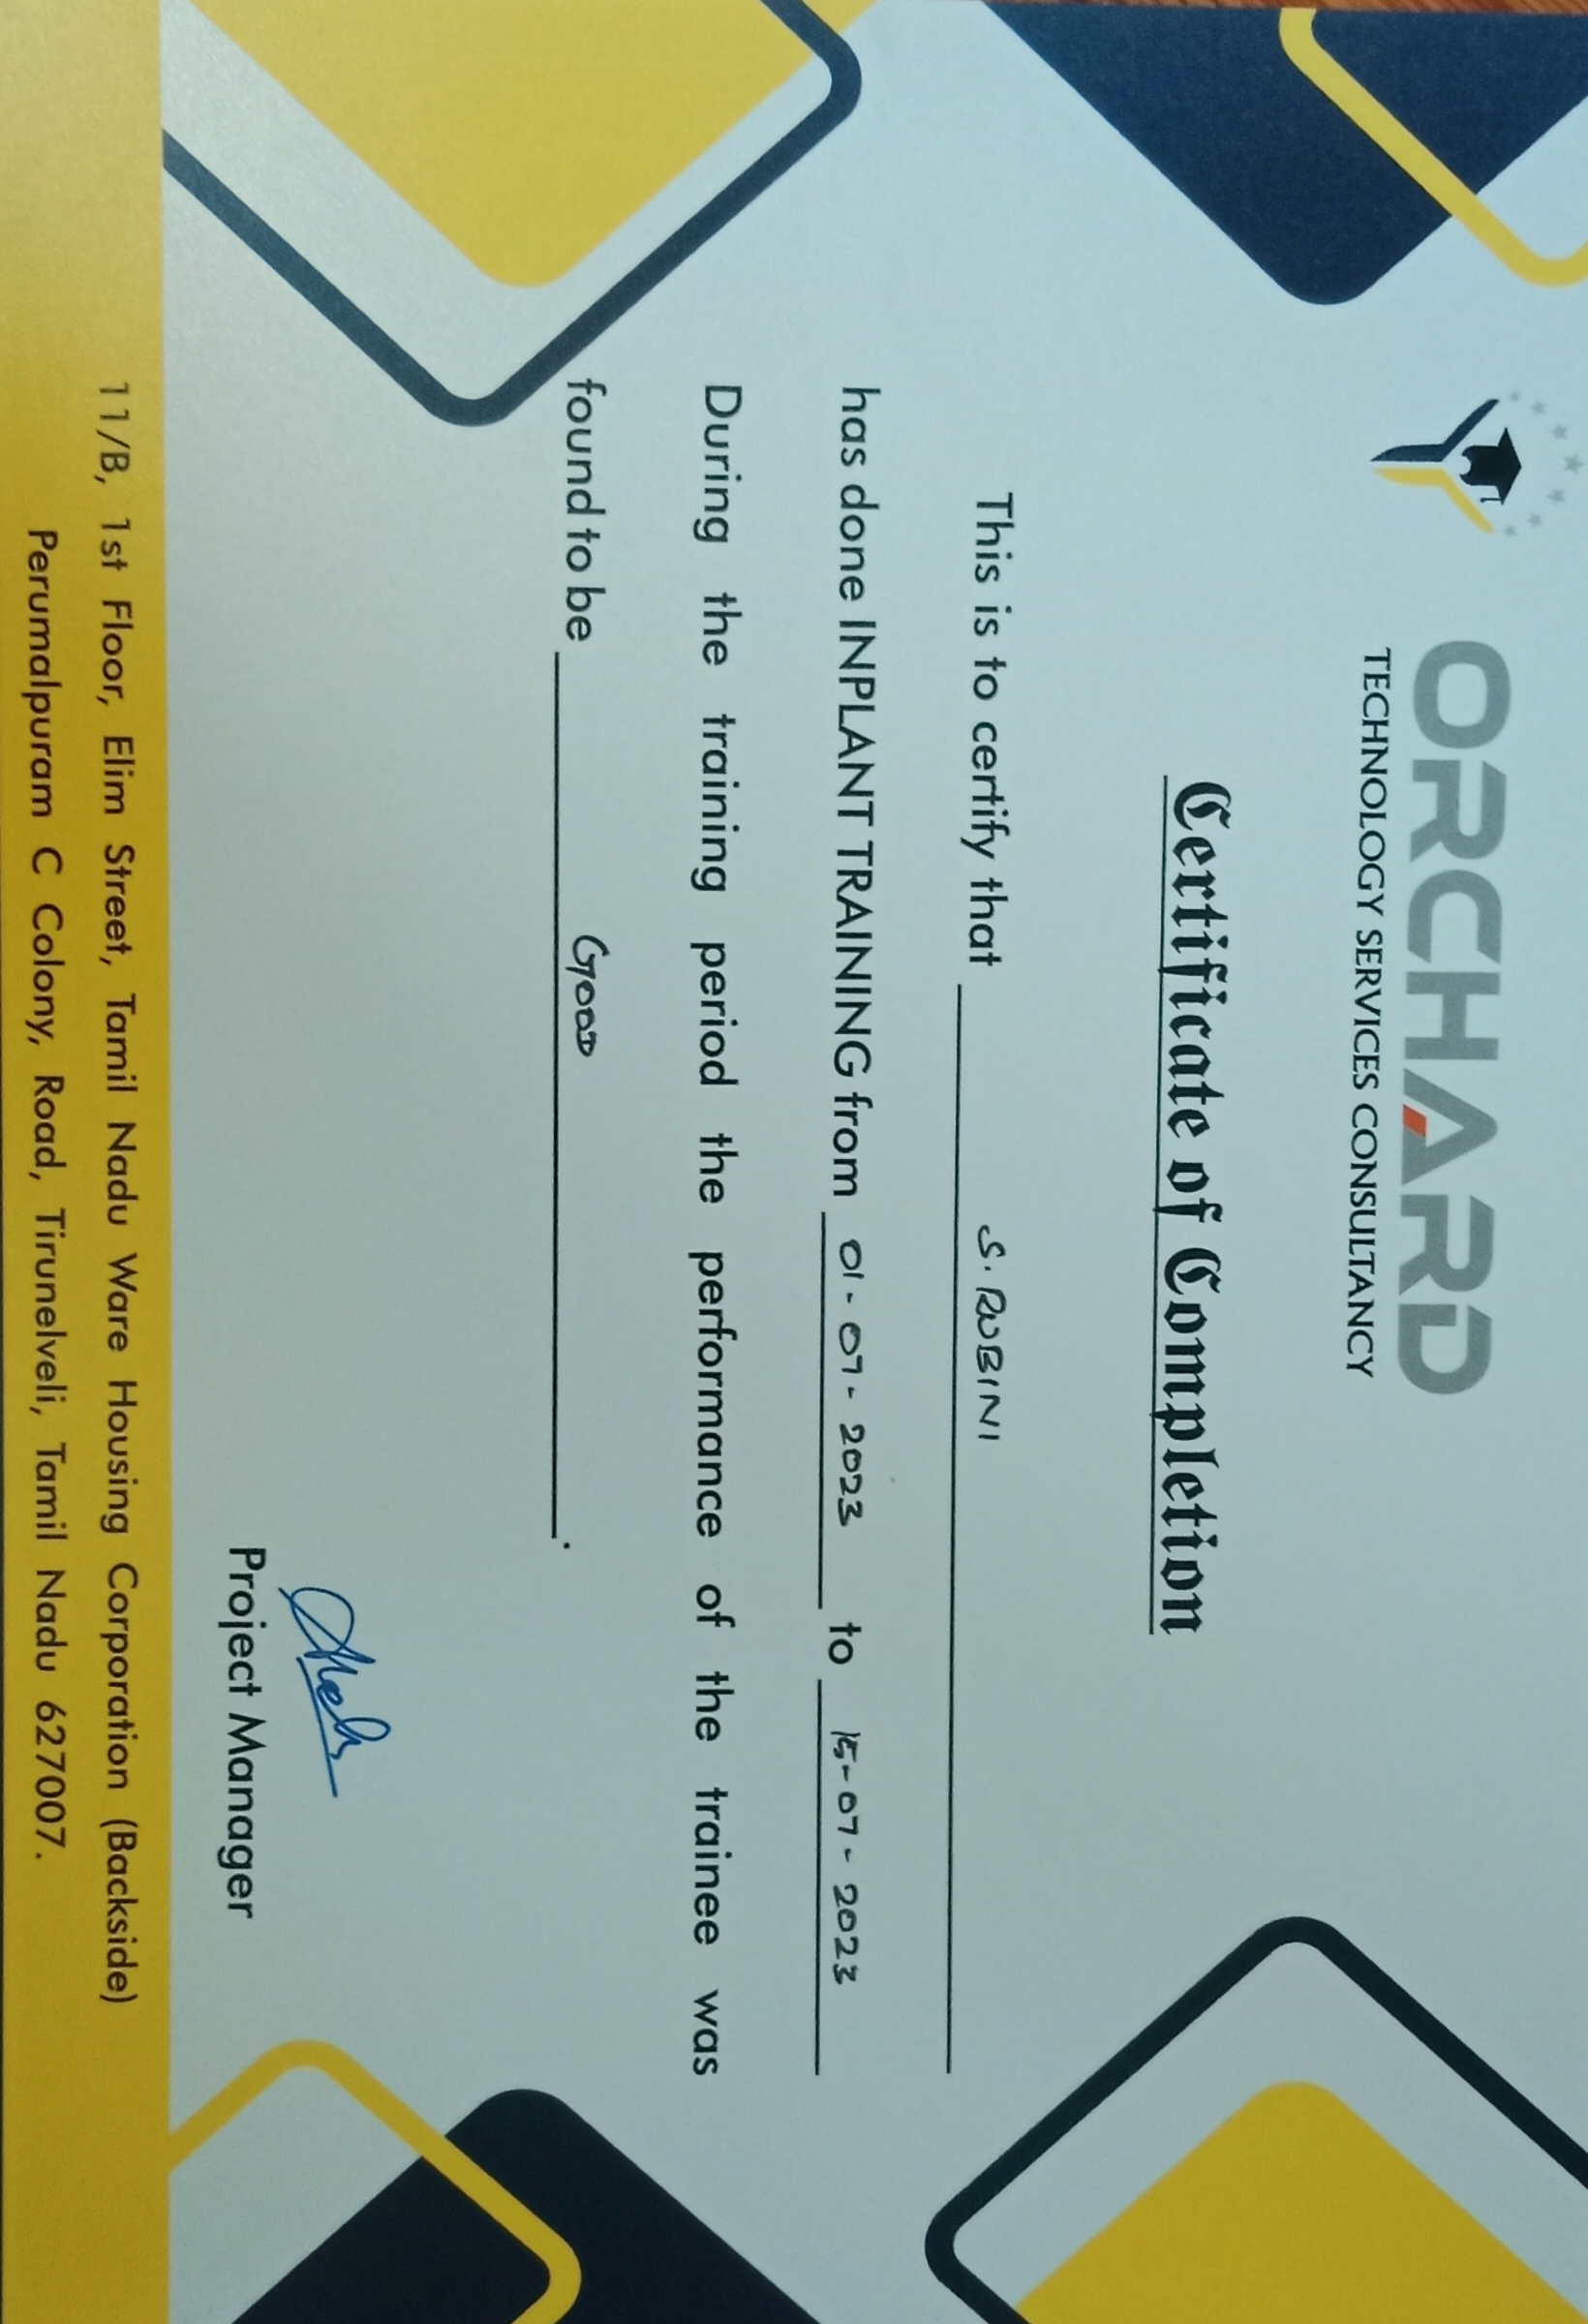 ORCHARD
TECHNOLOGY SERVICES CONSULTANCY
Certificate of Completion
This is to certify that S. RUBINI
has done INPLANT TRAINING from 01-07-2023 to 15-07-2023
During the training period the performance of the trainee was
found to be GOOD.
Project Manager
11/B, 1st Floor, Elim Street, Tamil Nadu Ware Housing Corporation (Backside)
Perumalpuram C Colony, Road, Tirunelveli, Tamil Nadu 627007.